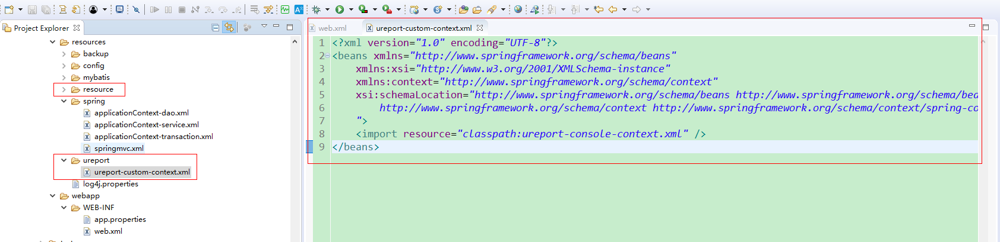 Project Explorer
resources
backup
config
mybatis
resource
spring
applicationContext-dao.xml
applicationContext-service.xml
applicationContext-transaction.xml
springmvc.xml
ureport
ureport-custom-context.xml
log4j.properties
webapp
WEB-INF
app.properties
web.xml
web.xml
ureport-custom-context.xml
1 <?xml version="1.0" encoding="UTF-8"?>
2 <beans xmlns="http://www.springframework.org/schema/beans"
3 xmlns:xsi="http://www.w3.org/2001/XMLSchema-instance"
4 xmlns:context="http://www.springframework.org/schema/context"
5 xsi:schemaLocation="http://www.springframework.org/schema/beans http://www.springframework.org/schema/bea
6 http://www.springframework.org/schema/context http://www.springframework.org/schema/context/spring-co
7 ">
8 <import resource="classpath:ureport-console-context.xml" />
9 </beans>